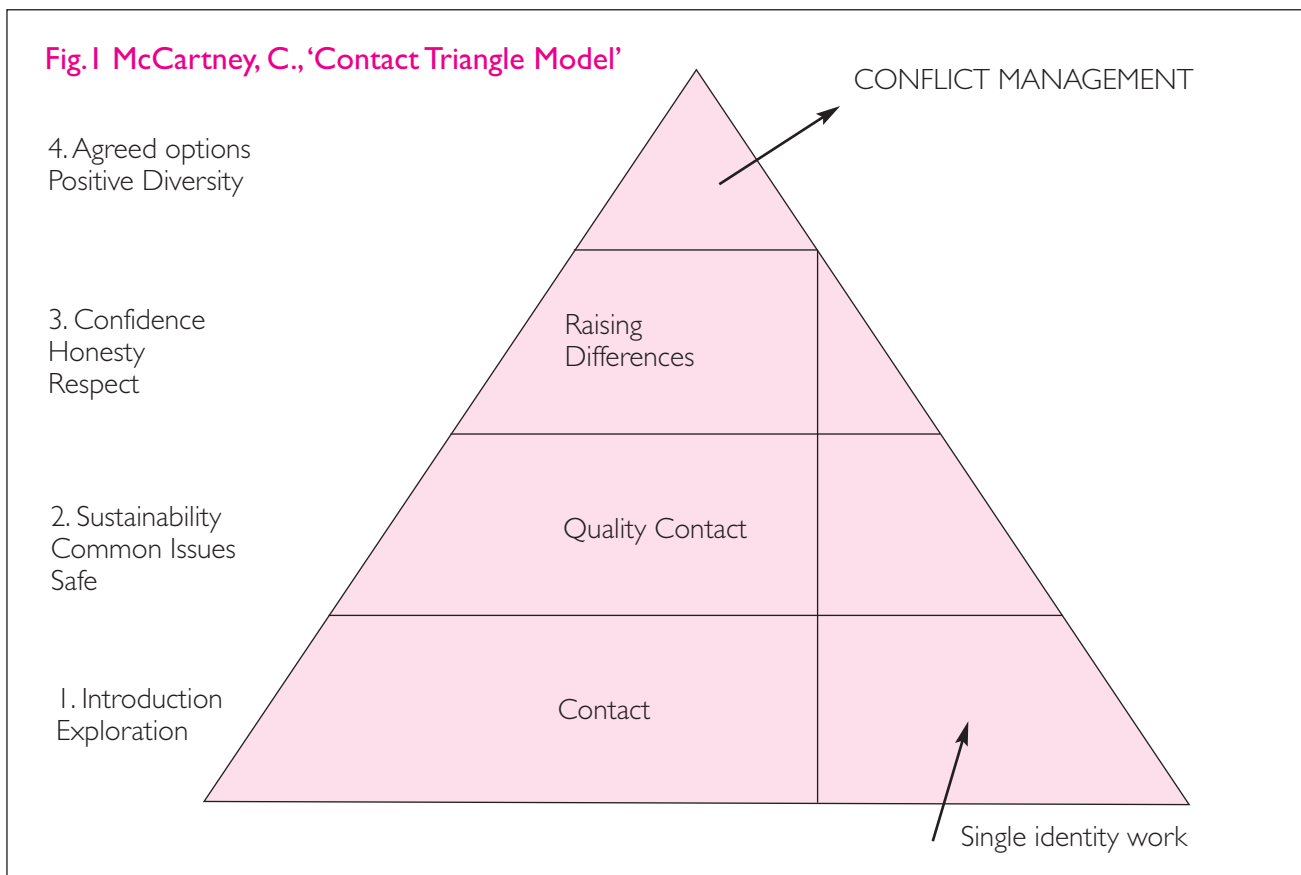 Fig.1 McCartney, C., ‘Contact Triangle Model’
CONFLICT MANAGEMENT
4. Agreed options
Positive Diversity
3. Confidence
Honesty
Respect
Raising
Differences
2. Sustainability
Common Issues
Safe
Quality Contact
1. Introduction
Exploration
Contact
Single identity work